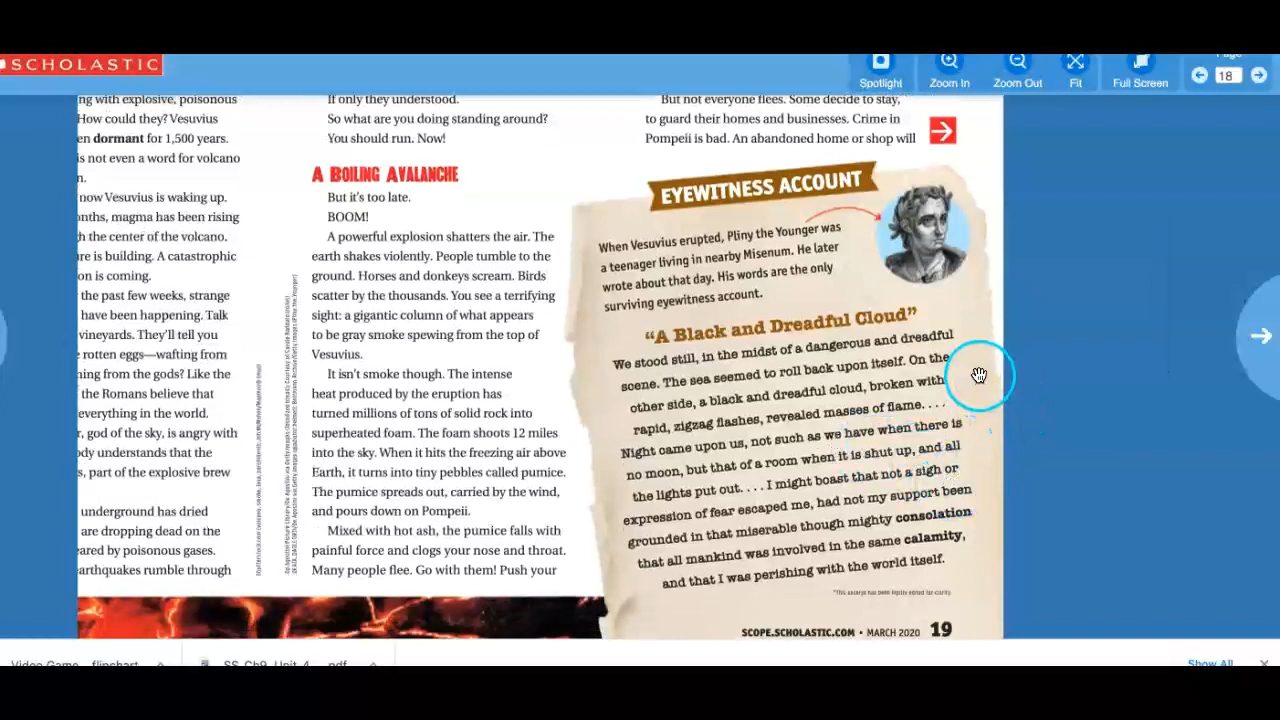 SCHOLASTIC
Spotlight
Zoom In
Zoom Out
Fit
Full Screen
Page
18
ng with explosive, poisonous
How could they? Vesuvius
en dormant for 1,500 years.
is not even a word for volcano
n.
now Vesuvius is waking up.
onths, magma has been rising
h the center of the volcano.
re is building. A catastrophic
on is coming.
the past few weeks, strange
have been happening. Talk
vineyards. They'll tell you
rotten eggs—wafting from
ning from the gods? Like the
the Romans believe that
everything in the world.
r, god of the sky, is angry with
dy understands that the
s, part of the explosive brew
underground has dried
are dropping dead on the
eared by poisonous gases.
earthquakes rumble through
If only they understood.
So what are you doing standing around?
You should run. Now!
A BOILING AVALANCHE
But it's too late.
BOOM!
A powerful explosion shatters the air. The
earth shakes violently. People tumble to the
ground. Horses and donkeys scream. Birds
scatter by the thousands. You see a terrifying
sight: a gigantic column of what appears
to be gray smoke spewing from the top of
Vesuvius.
It isn't smoke though. The intense
heat produced by the eruption has
turned millions of tons of solid rock into
superheated foam. The foam shoots 12 miles
into the sky. When it hits the freezing air above
Earth, it turns into tiny pebbles called pumice.
The pumice spreads out, carried by the wind,
and pours down on Pompeii.
Mixed with hot ash, the pumice falls with
painful force and clogs your nose and throat.
Many people flee. Go with them! Push your
But not everyone flees. Some decide to stay,
to guard their homes and businesses. Crime in
Pompeii is bad. An abandoned home or shop will
EYEWITNESS ACCOUNT
When Vesuvius erupted, Pliny the Younger was
a teenager living in nearby Misenum. He later
wrote about that day. His words are the only
surviving eyewitness account.
"A Black and Dreadful Cloud"
We stood still, in the midst of a dangerous and dreadful
scene. The sea seemed to roll back upon itself. On the
other side, a black and dreadful cloud, broken with
rapid, zigzag flashes, revealed masses of flame. . . .
Night came upon us, not such as we have when there is
no moon, but that of a room when it is shut up, and all
the lights put out. . . . I might boast that not a sigh or
expression of fear escaped me, had not my support been
grounded in that miserable though mighty consolation
that all mankind was involved in the same calamity,
and that I was perishing with the world itself.
*This excerpt has been lightly edited for clarity.
SCOPE.SCHOLASTIC.COM • MARCH 2020 19
Video Game flipchart
SS Ch9 Unit 4 pdf
Show All